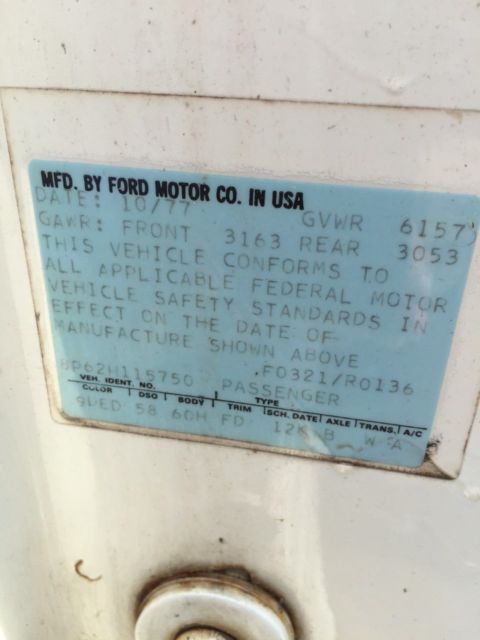 MFD. BY FORD MOTOR CO. IN USA
DATE: 10/77 GVWR 6157
GAWR: FRONT 3163 REAR 3053
THIS VEHICLE CONFORMS TO
ALL APPLICABLE FEDERAL MOTOR
VEHICLE SAFETY STANDARDS IN
EFFECT ON THE DATE OF
MANUFACTURE SHOWN ABOVE
F0321/R0136
8P62H115750 PASSENGER
VEH. IDENT. NO. TYPE
COLOR DSO BODY TRIM SCH. DATE AXLE TRANS. A/C
58 60H FD B W A